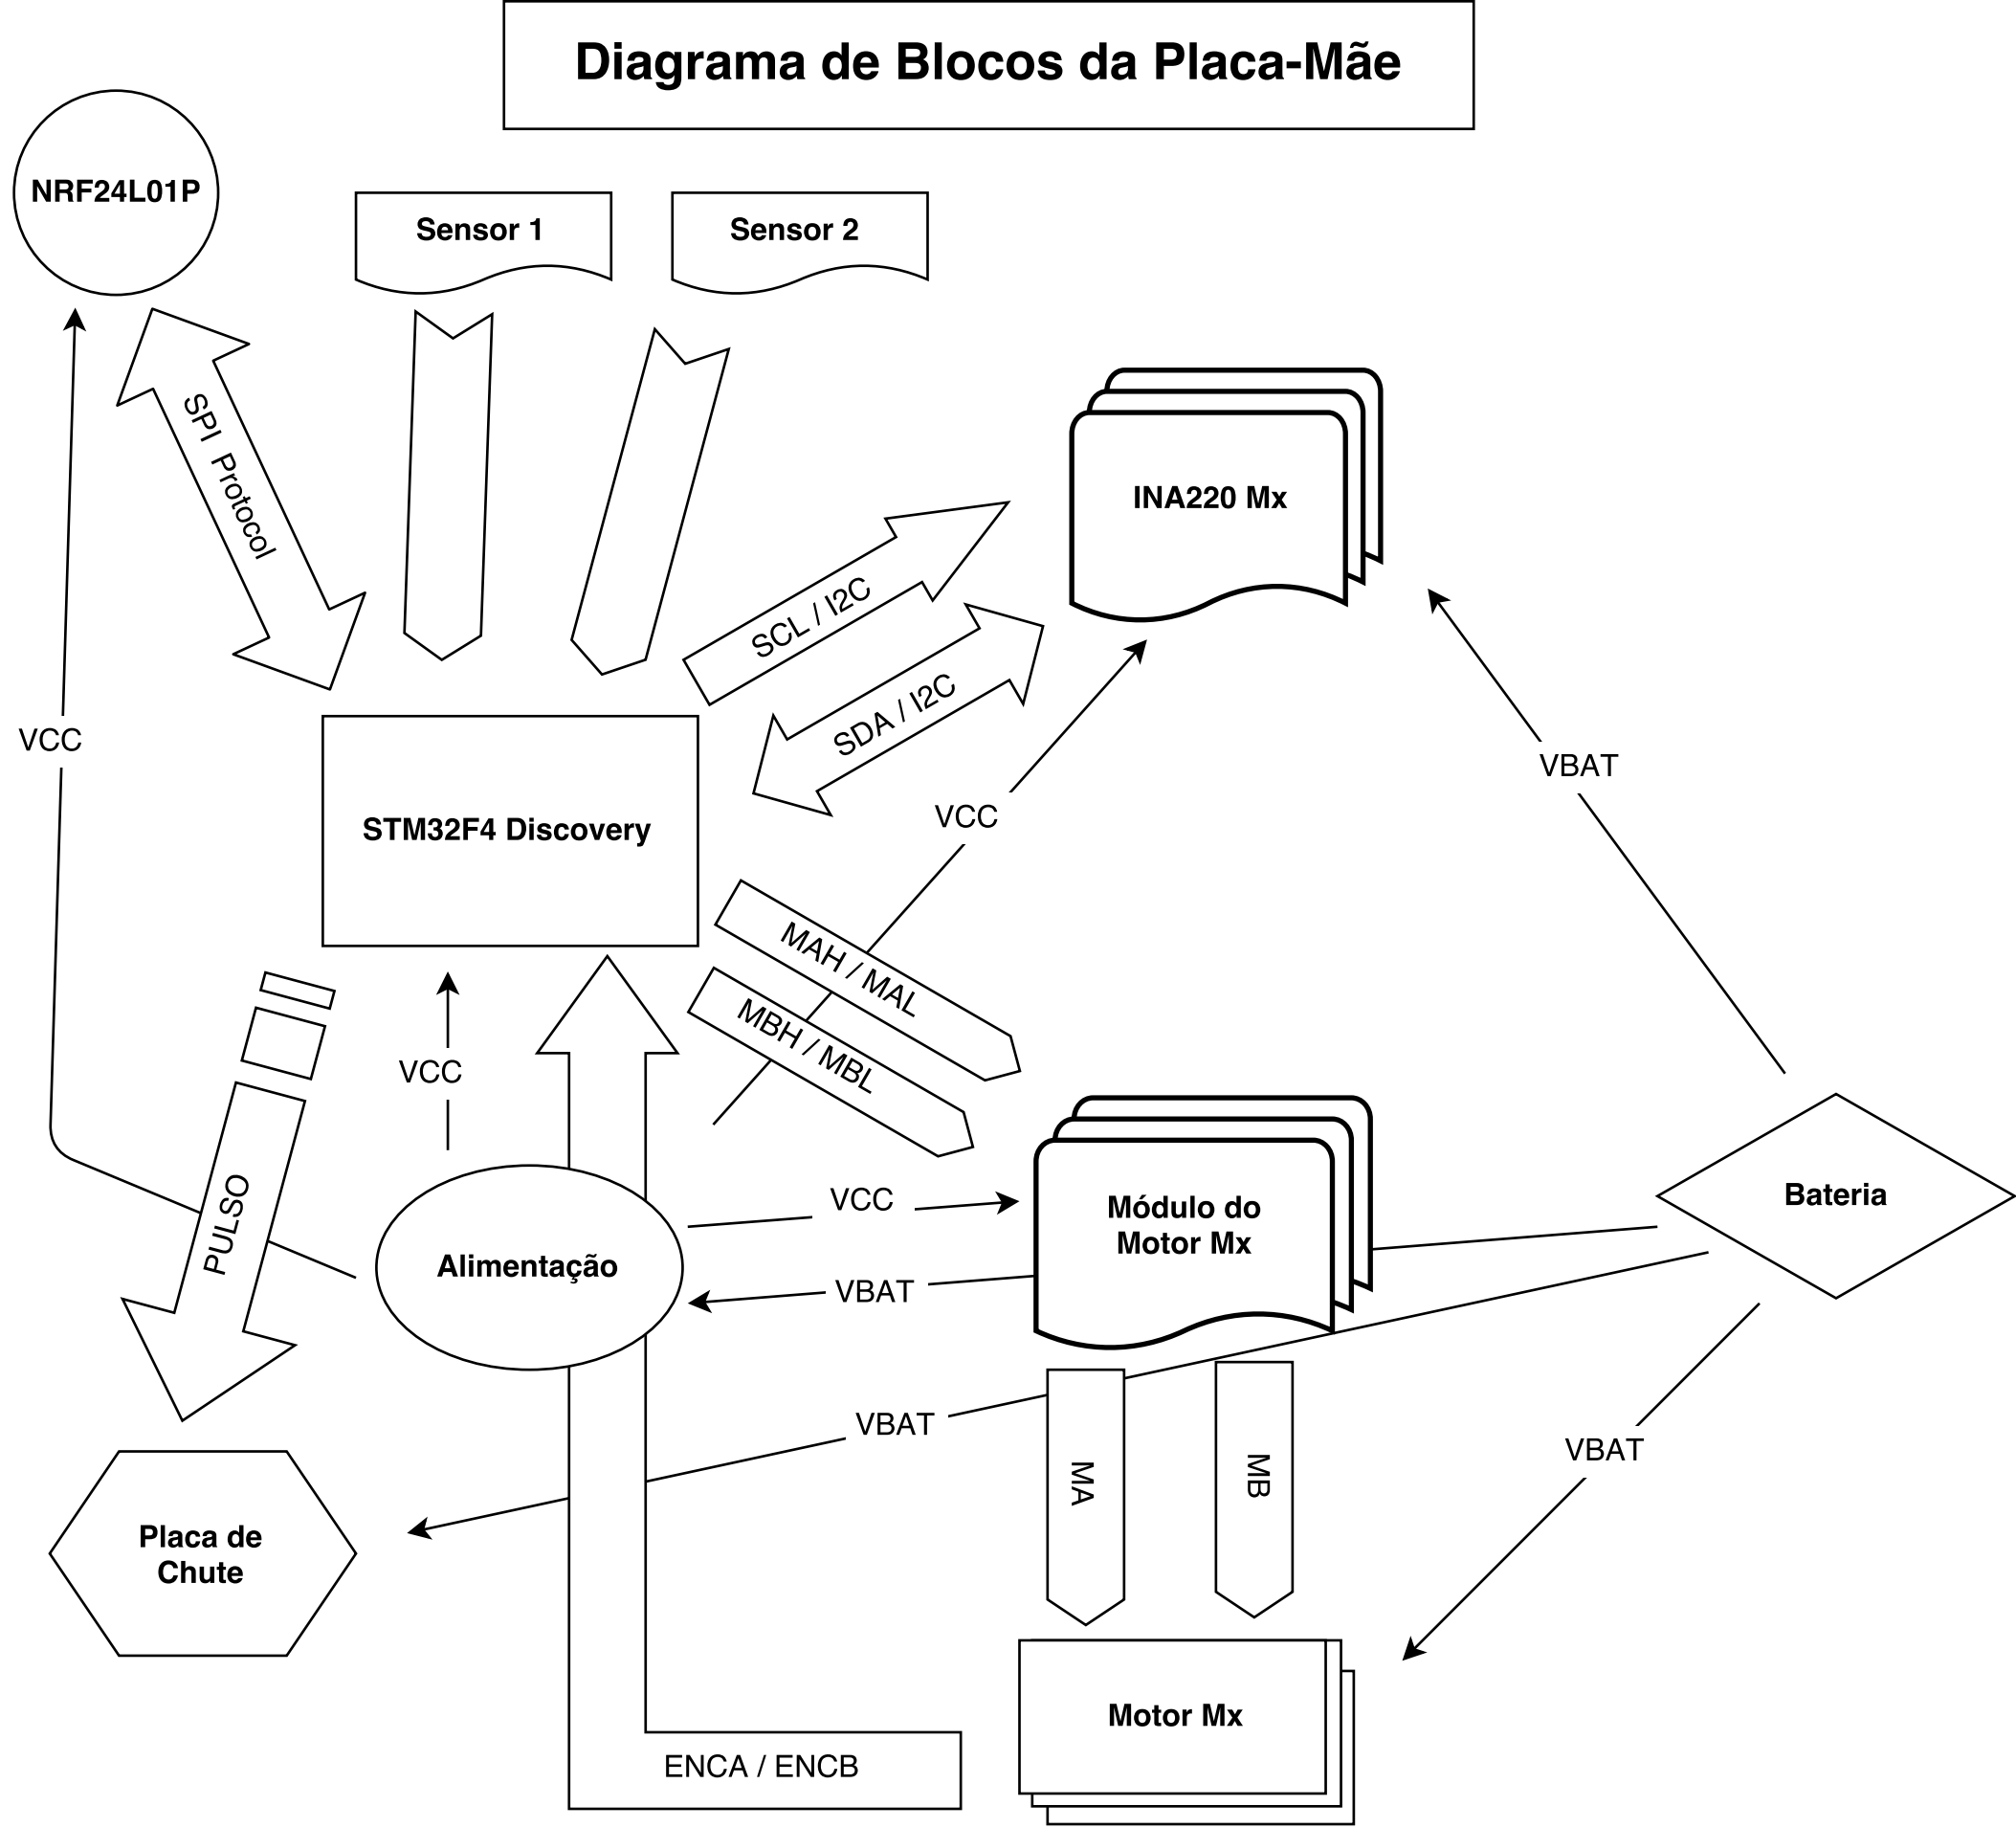 Diagrama de Blocos da Placa-Mãe
NRF24L01P
Sensor 1
Sensor 2
SPI Protocol
INA220 Mx
SCL / I2C
SDA / I2C
VCC
VBAT
VCC
STM32F4 Discovery
MAH / MAL
MBH / MBL
VCC
PULSO
Alimentação
VCC
VBAT
Módulo do
Motor Mx
Bateria
VBAT
VBAT
MA
MB
Placa de
Chute
Motor Mx
ENCA / ENCB